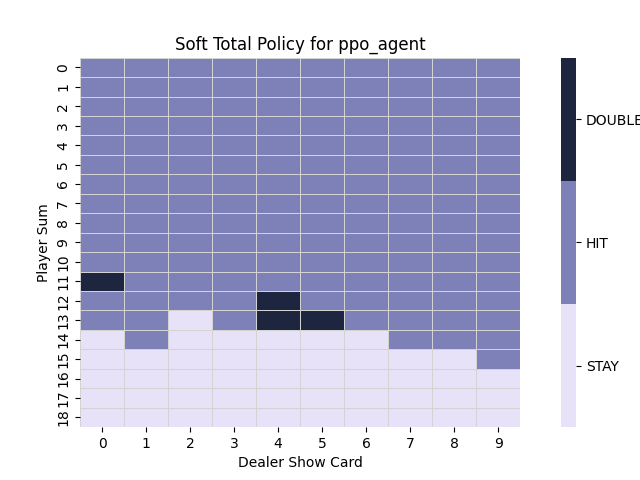 Soft Total Policy for ppo_agent
Player Sum
0
1
2
3
4
5
6
7
8
9
10
11
12
13
14
15
16
17
18
0 1 2 3 4 5 6 7 8 9
Dealer Show Card
DOUBLE
HIT
STAY